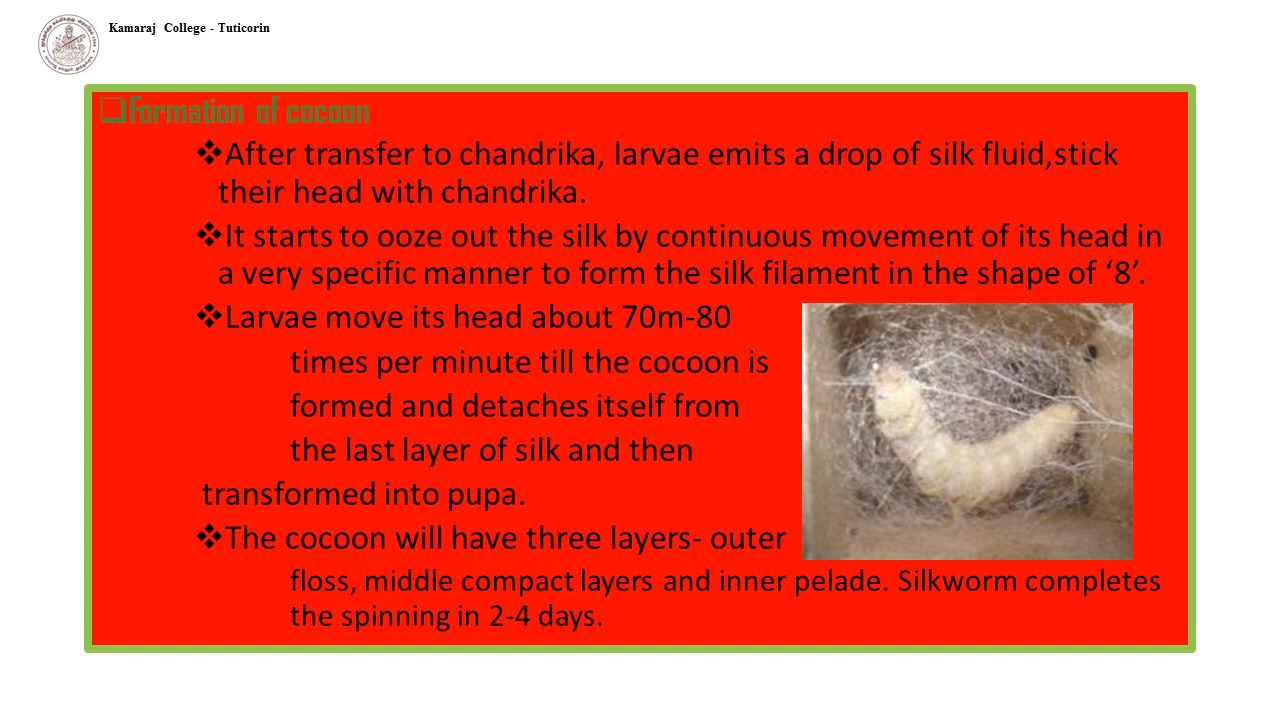 Kamaraj College - Tuticorin
❑Formation of cocoon
❖After transfer to chandrika, larvae emits a drop of silk fluid,stick
their head with chandrika.
❖It starts to ooze out the silk by continuous movement of its head in
a very specific manner to form the silk filament in the shape of ‘8’.
❖Larvae move its head about 70m-80
times per minute till the cocoon is
formed and detaches itself from
the last layer of silk and then
transformed into pupa.
❖The cocoon will have three layers- outer
floss, middle compact layers and inner pelade. Silkworm completes
the spinning in 2-4 days.